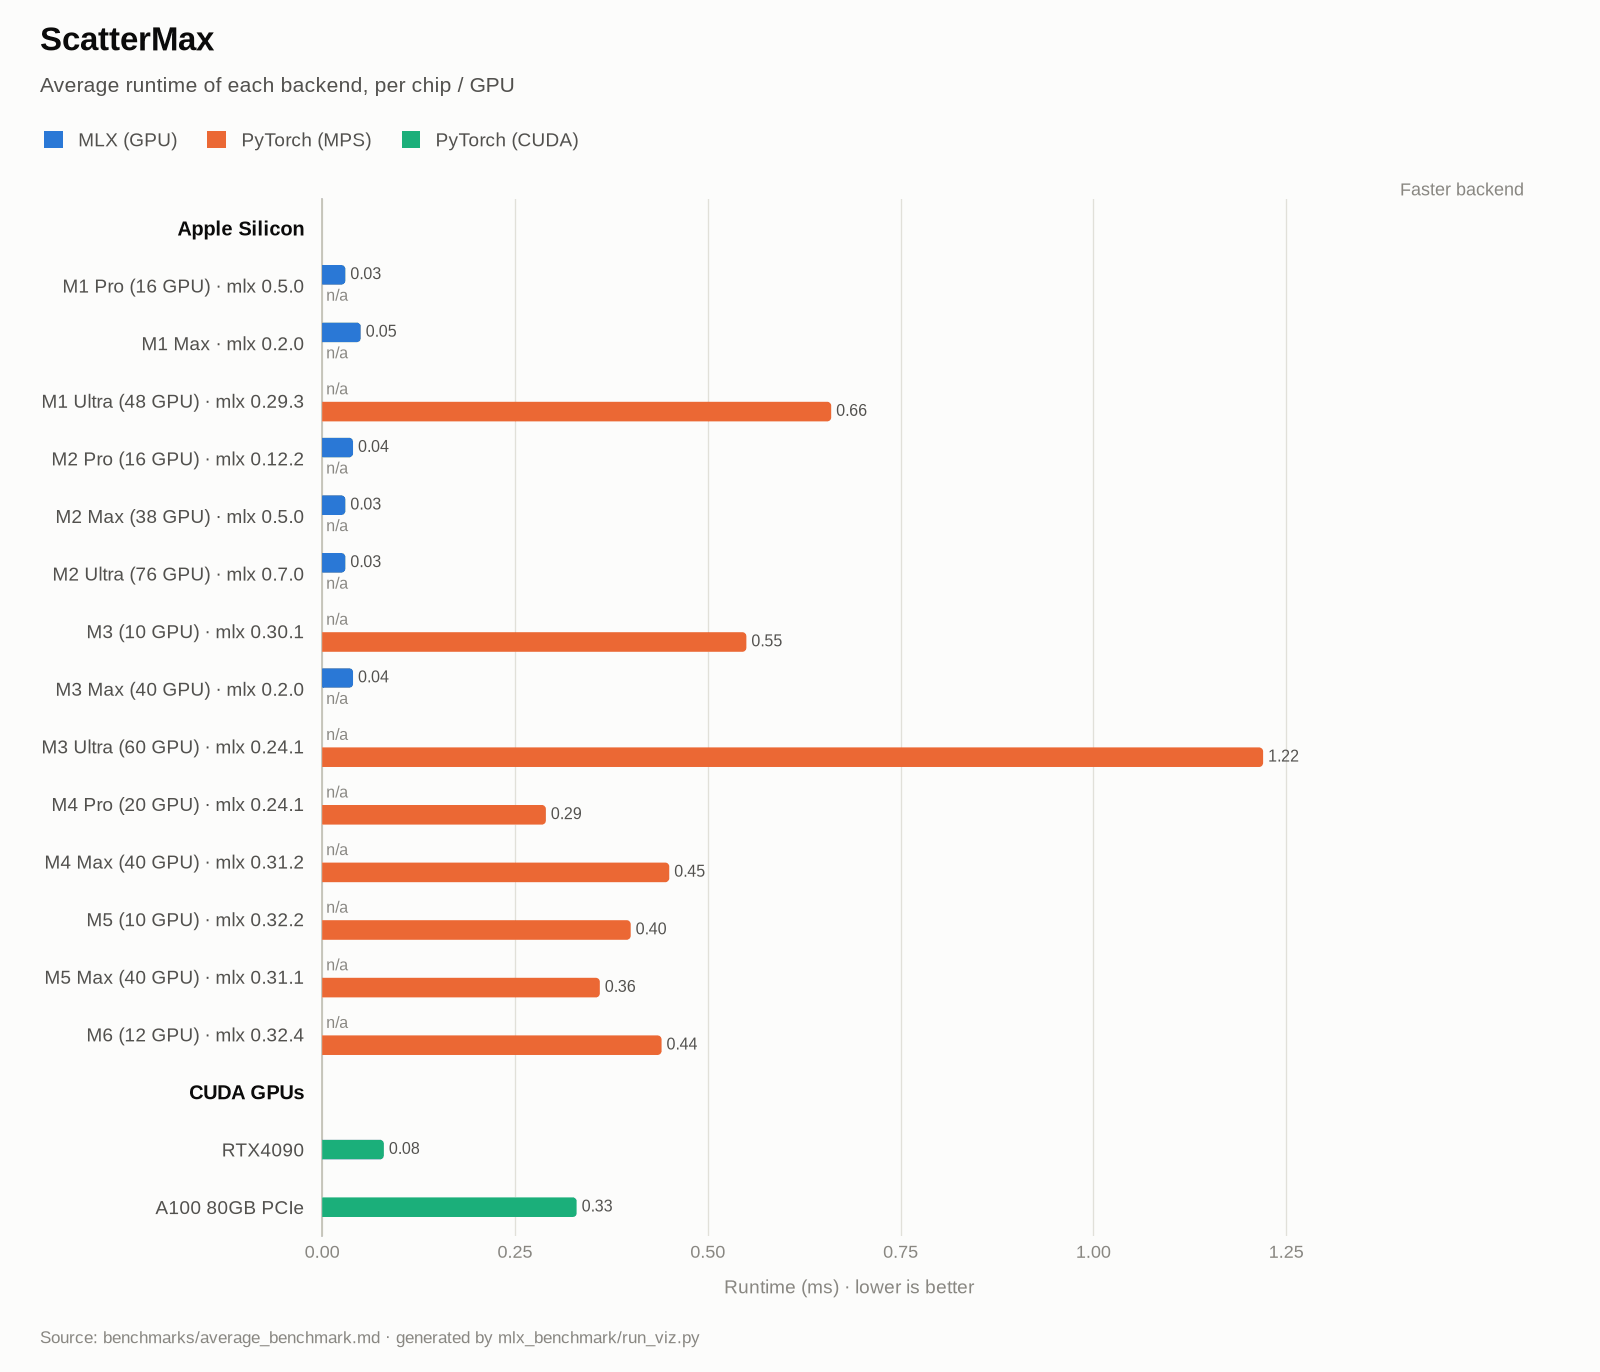 ScatterMax
Average runtime of each backend, per chip / GPU
MLX (GPU) PyTorch (MPS) PyTorch (CUDA)
Faster backend
Apple Silicon
M1 Pro (16 GPU) · mlx 0.5.0 0.03 n/a
M1 Max · mlx 0.2.0 0.05 n/a
M1 Ultra (48 GPU) · mlx 0.29.3 n/a 0.66
M2 Pro (16 GPU) · mlx 0.12.2 0.04 n/a
M2 Max (38 GPU) · mlx 0.5.0 0.03 n/a
M2 Ultra (76 GPU) · mlx 0.7.0 0.03 n/a
M3 (10 GPU) · mlx 0.30.1 n/a 0.55
M3 Max (40 GPU) · mlx 0.2.0 0.04 n/a
M3 Ultra (60 GPU) · mlx 0.24.1 n/a 1.22
M4 Pro (20 GPU) · mlx 0.24.1 n/a 0.29
M4 Max (40 GPU) · mlx 0.31.2 n/a 0.45
M5 (10 GPU) · mlx 0.32.2 n/a 0.40
M5 Max (40 GPU) · mlx 0.31.1 n/a 0.36
M6 (12 GPU) · mlx 0.32.4 n/a 0.44
CUDA GPUs
RTX4090 0.08
A100 80GB PCIe 0.33
0.00 0.25 0.50 0.75 1.00 1.25
Runtime (ms) · lower is better
Source: benchmarks/average_benchmark.md · generated by mlx_benchmark/run_viz.py